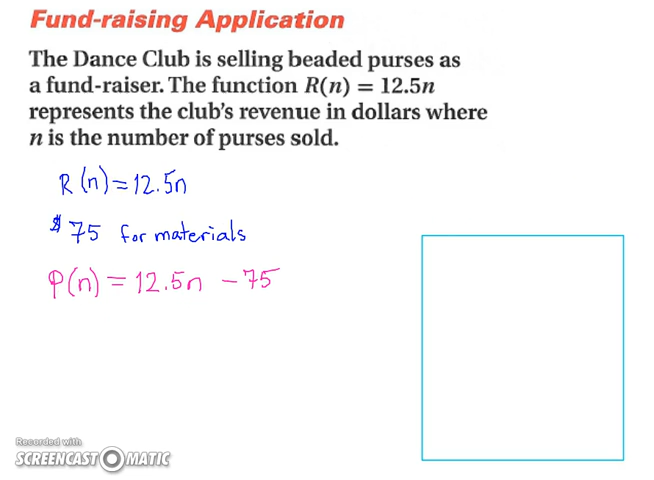 Fund-raising Application
The Dance Club is selling beaded purses as
a fund-raiser. The function R(n) = 12.5n
represents the club's revenue in dollars where
n is the number of purses sold.
R(n)=12.5n
$75 for materials
P(n) = 12.5n - 75
Recorded with
SCREENCAST-O-MATIC